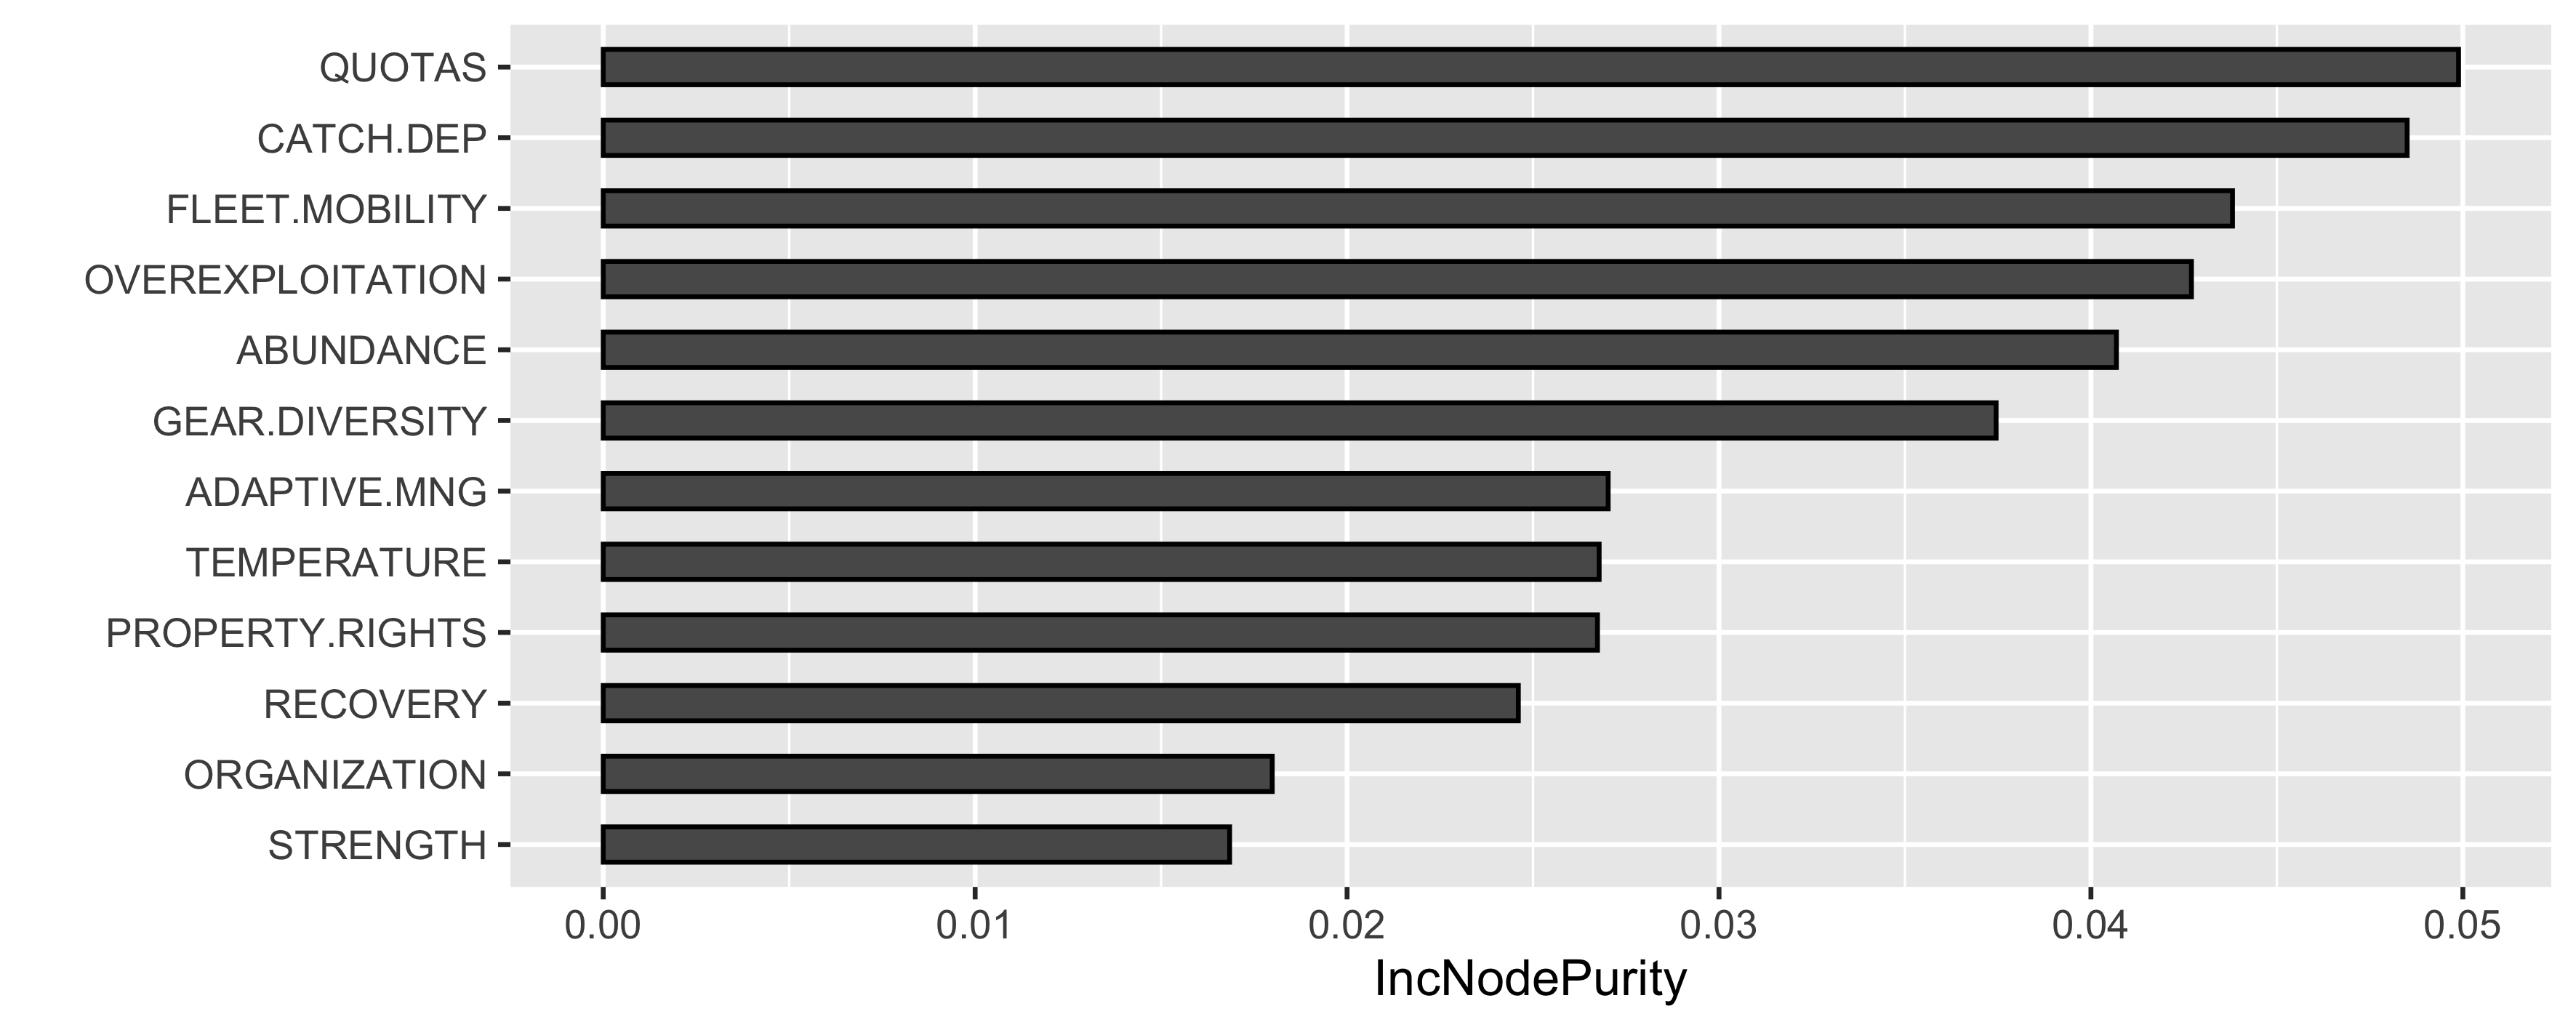 QUOTAS
CATCH.DEP
FLEET.MOBILITY
OVEREXPLOITATION
ABUNDANCE
GEAR.DIVERSITY
ADAPTIVE.MNG
TEMPERATURE
PROPERTY.RIGHTS
RECOVERY
ORGANIZATION
STRENGTH
0.00 0.01 0.02 0.03 0.04 0.05
IncNodePurity